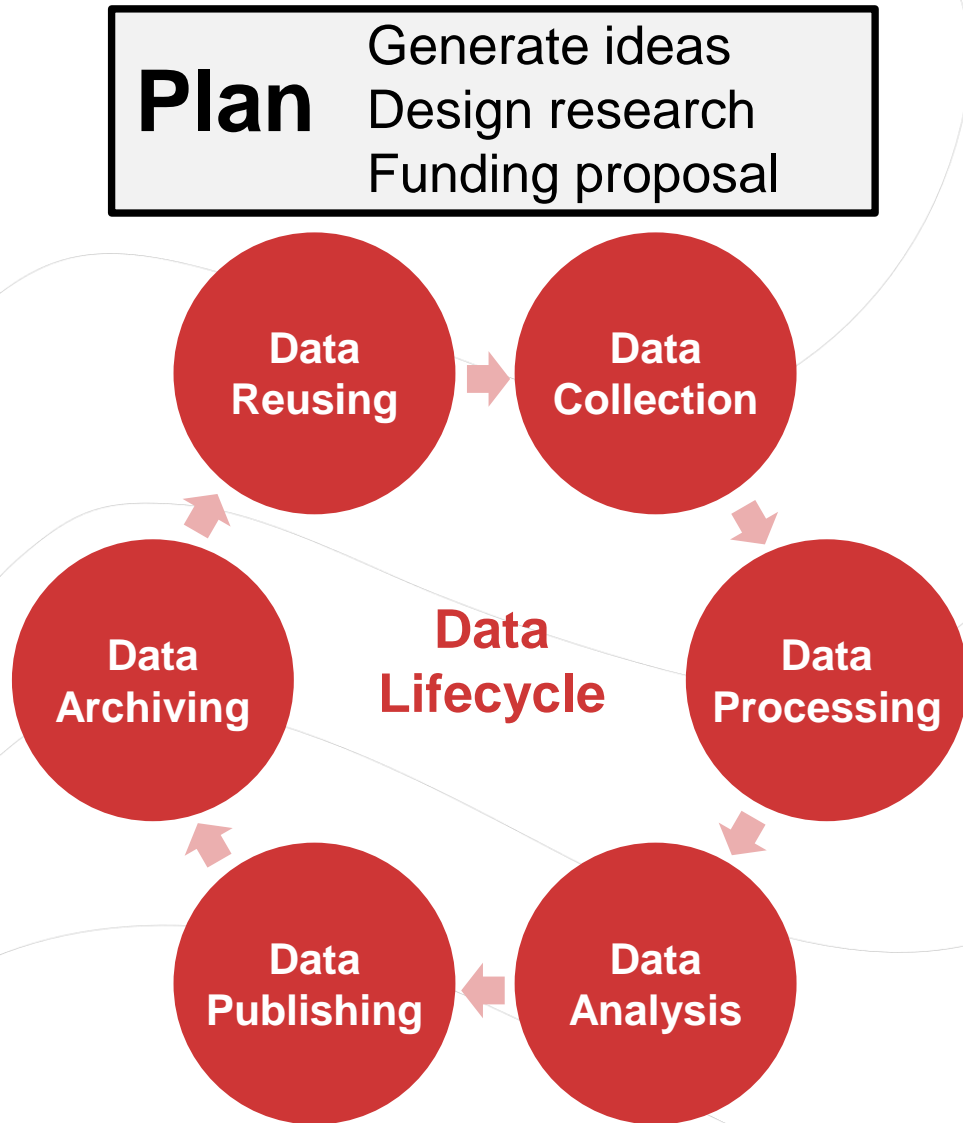 Plan
Generate ideas
Design research
Funding proposal
Data
Reusing
Data
Collection
Data
Processing
Data
Analysis
Data
Publishing
Data
Archiving
Data
Lifecycle